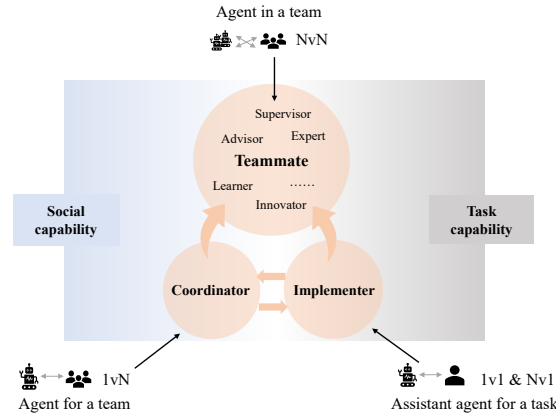 Agent in a team
NvN
Supervisor
Advisor
Expert
Teammate
Learner
......
Innovator
Social
capability
Task
capability
Coordinator
Implementer
1vN
Agent for a team
1v1 & Nv1
Assistant agent for a task